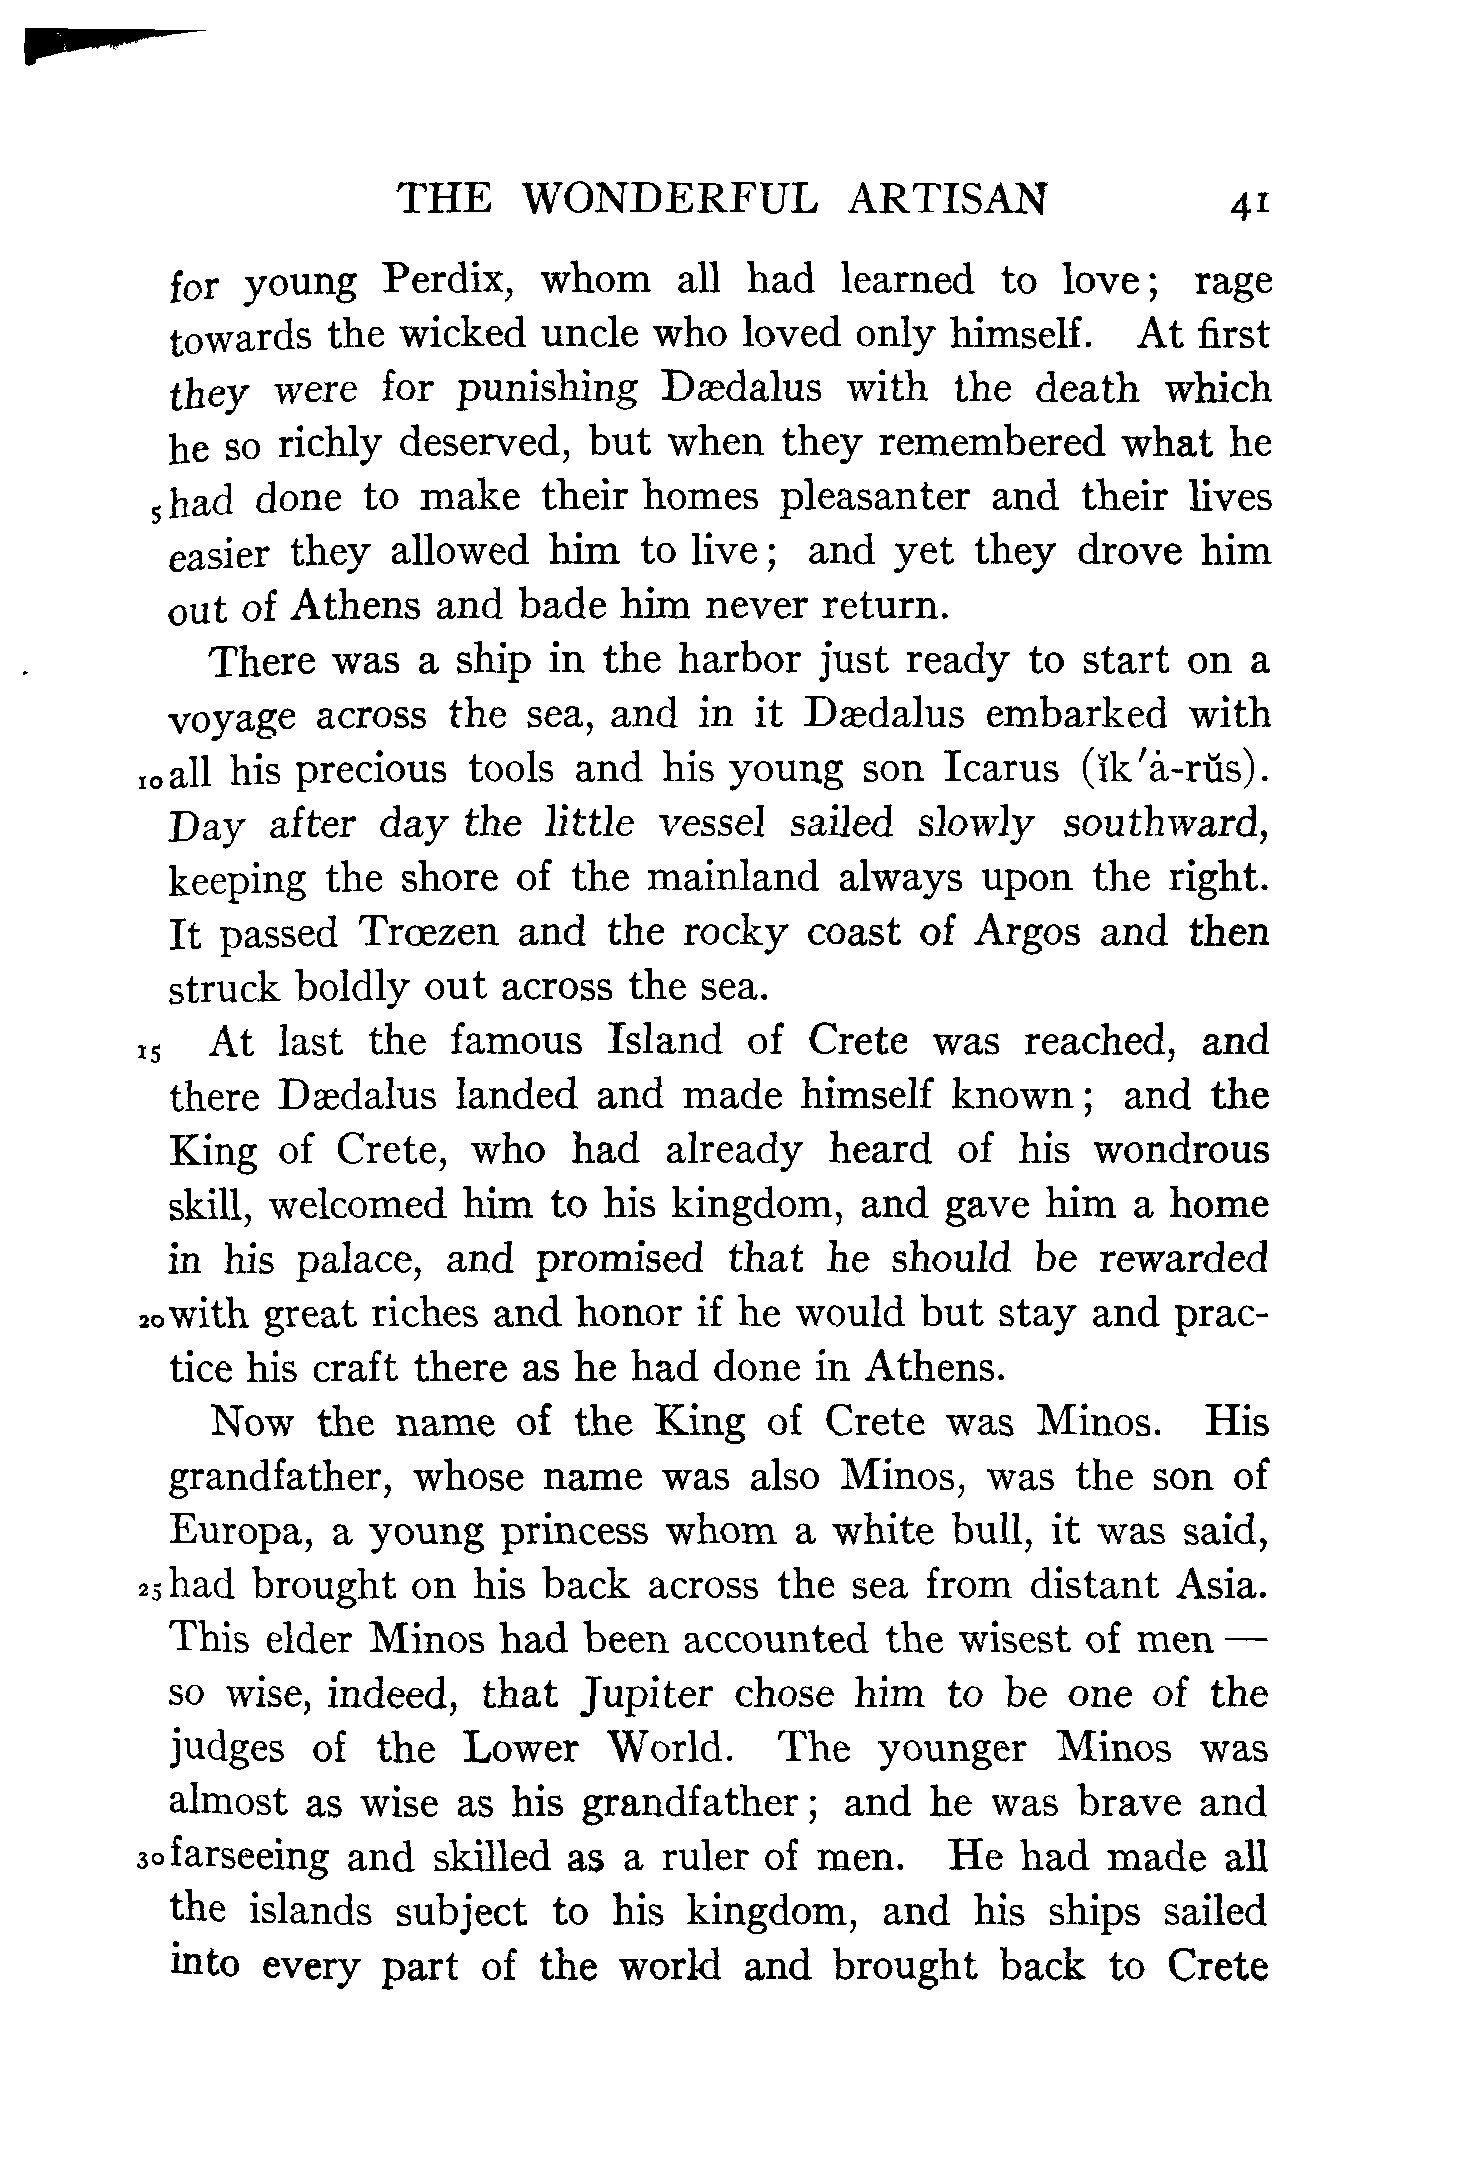 THE WONDERFUL ARTISAN 41
for young Perdix, whom all had learned to love; rage
towards the wicked uncle who loved only himself. At first
they were for punishing Dædalus with the death which
he so richly deserved, but when they remembered what he
5 had done to make their homes pleasanter and their lives
easier they allowed him to live; and yet they drove him
out of Athens and bade him never return.
There was a ship in the harbor just ready to start on a
voyage across the sea, and in it Dædalus embarked with
10 all his precious tools and his young son Icarus (ĭk′ȧ-rŭs).
Day after day the little vessel sailed slowly southward,
keeping the shore of the mainland always upon the right.
It passed Trœzen and the rocky coast of Argos and then
struck boldly out across the sea.
15 At last the famous Island of Crete was reached, and
there Dædalus landed and made himself known; and the
King of Crete, who had already heard of his wondrous
skill, welcomed him to his kingdom, and gave him a home
in his palace, and promised that he should be rewarded
20 with great riches and honor if he would but stay and prac-
tice his craft there as he had done in Athens.
Now the name of the King of Crete was Minos. His
grandfather, whose name was also Minos, was the son of
Europa, a young princess whom a white bull, it was said,
25 had brought on his back across the sea from distant Asia.
This elder Minos had been accounted the wisest of men —
so wise, indeed, that Jupiter chose him to be one of the
judges of the Lower World. The younger Minos was
almost as wise as his grandfather; and he was brave and
30 farseeing and skilled as a ruler of men. He had made all
the islands subject to his kingdom, and his ships sailed
into every part of the world and brought back to Crete